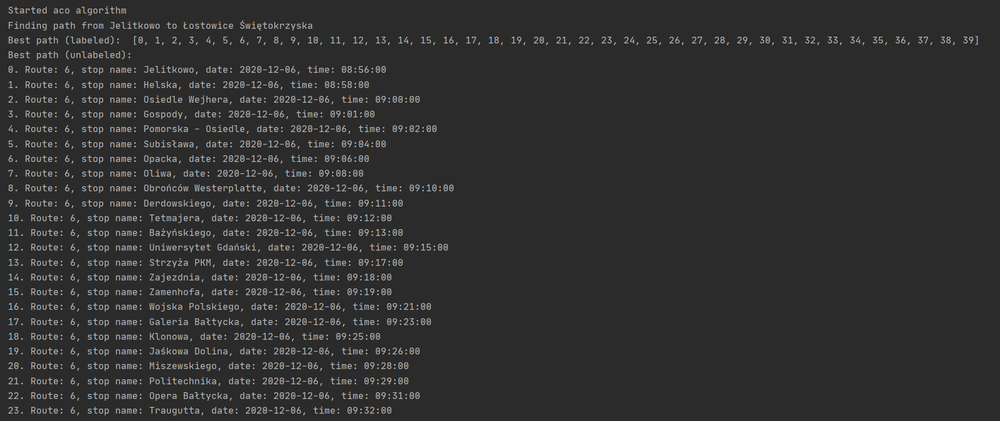 Started aco algorithm
Finding path from Jelitkowo to Łostowice Świętokrzyska
Best path (labeled):  [0, 1, 2, 3, 4, 5, 6, 7, 8, 9, 10, 11, 12, 13, 14, 15, 16, 17, 18, 19, 20, 21, 22, 23, 24, 25, 26, 27, 28, 29, 30, 31, 32, 33, 34, 35, 36, 37, 38, 39]
Best path (unlabeled):
0. Route: 6, stop name: Jelitkowo, date: 2020-12-06, time: 08:56:00
1. Route: 6, stop name: Helska, date: 2020-12-06, time: 08:58:00
2. Route: 6, stop name: Osiedle Wejhera, date: 2020-12-06, time: 09:00:00
3. Route: 6, stop name: Gospody, date: 2020-12-06, time: 09:01:00
4. Route: 6, stop name: Pomorska - Osiedle, date: 2020-12-06, time: 09:02:00
5. Route: 6, stop name: Subisława, date: 2020-12-06, time: 09:04:00
6. Route: 6, stop name: Opacka, date: 2020-12-06, time: 09:06:00
7. Route: 6, stop name: Oliwa, date: 2020-12-06, time: 09:08:00
8. Route: 6, stop name: Obrońców Westerplatte, date: 2020-12-06, time: 09:10:00
9. Route: 6, stop name: Derdowskiego, date: 2020-12-06, time: 09:11:00
10. Route: 6, stop name: Tetmajera, date: 2020-12-06, time: 09:12:00
11. Route: 6, stop name: Bażyńskiego, date: 2020-12-06, time: 09:13:00
12. Route: 6, stop name: Uniwersytet Gdański, date: 2020-12-06, time: 09:15:00
13. Route: 6, stop name: Strzyża PKM, date: 2020-12-06, time: 09:17:00
14. Route: 6, stop name: Zajezdnia, date: 2020-12-06, time: 09:18:00
15. Route: 6, stop name: Zamenhofa, date: 2020-12-06, time: 09:19:00
16. Route: 6, stop name: Wojska Polskiego, date: 2020-12-06, time: 09:21:00
17. Route: 6, stop name: Galeria Bałtycka, date: 2020-12-06, time: 09:23:00
18. Route: 6, stop name: Klonowa, date: 2020-12-06, time: 09:25:00
19. Route: 6, stop name: Jaśkowa Dolina, date: 2020-12-06, time: 09:26:00
20. Route: 6, stop name: Miszewskiego, date: 2020-12-06, time: 09:28:00
21. Route: 6, stop name: Politechnika, date: 2020-12-06, time: 09:29:00
22. Route: 6, stop name: Opera Bałtycka, date: 2020-12-06, time: 09:31:00
23. Route: 6, stop name: Traugutta, date: 2020-12-06, time: 09:32:00